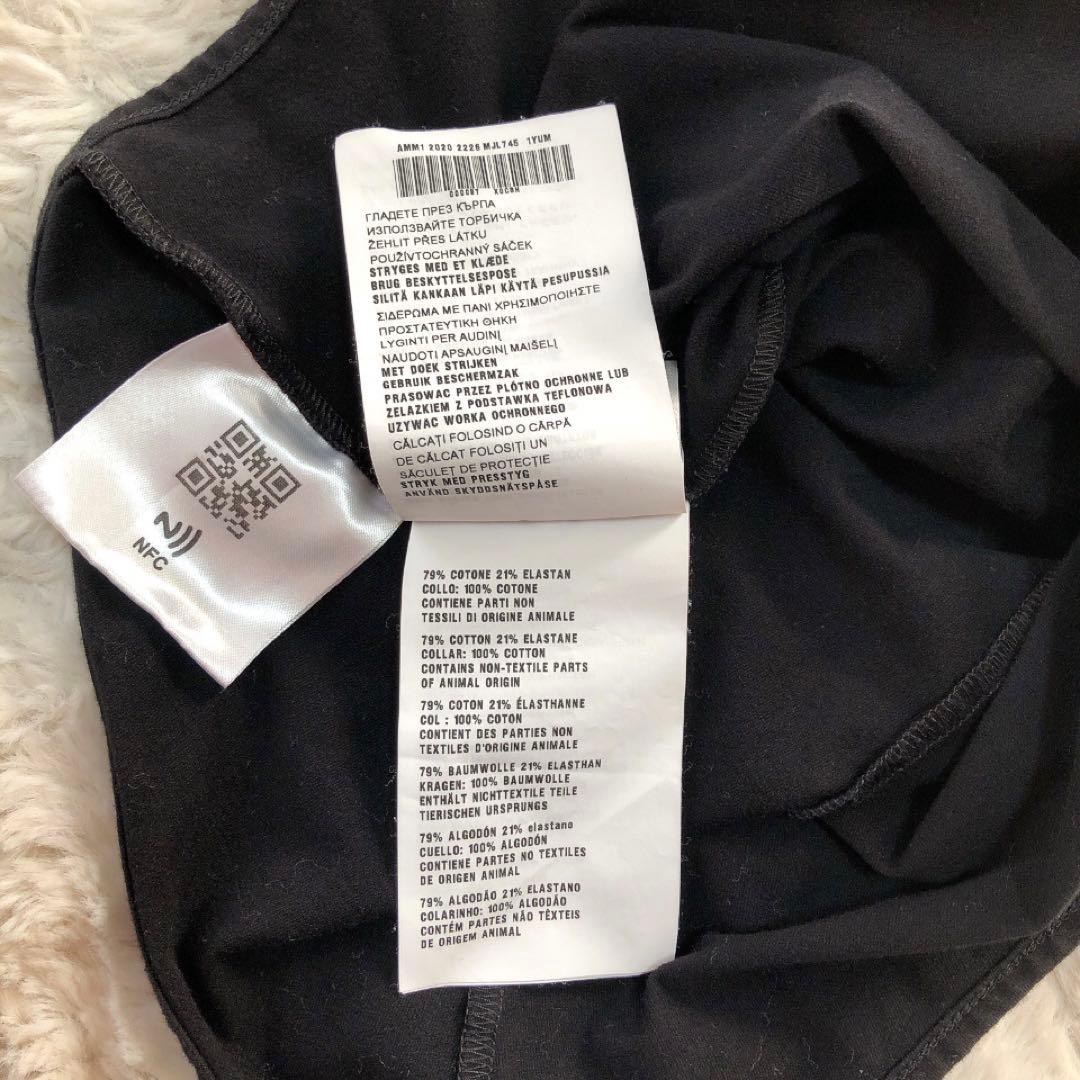 AMM1 2020 2226 MJL745 1YUM
000087 X0C8H
ГЛАДЕТЕ ПРЕЗ КЪРПА
ИЗПОЛЗВАЙТЕ ТОРБИЧКА
ŽEHLIT PŘES LÁTKU
POUŽÍVTOCHRANNÝ SÁČEK
STRYGES MED ET KLÆDE
BRUG BESKYTTELSESPOSE
SILITÄ KANKAAN LÄPI KÄYTÄ PESUPUSSIA
ΣΙΔΕΡΩΜΑ ΜΕ ΠΑΝΙ ΧΡΗΣΙΜΟΠΟΙΗΣΤΕ
ΠΡΟΣΤΑΤΕΥΤΙΚΗ ΘΗΚΗ
LYGINTI PER AUDINĮ
NAUDOTI APSAUGINĮ MAIŠELĮ
MET DOEK STRIJKEN
GEBRUIK BESCHERMZAK
PRASOWAC PRZEZ PLÓTNO OCHRONNE LUB
ZELAZKIEM Z PODSTAWKA TEFLONOWA
UZYWAC WORKA OCHRONNEGO
CĂLCAȚI FOLOSIND O CÂRPĂ
DE CĂLCAT FOLOSIȚI UN
SĂCULEȚ DE PROTECȚIE
STRYK MED PRESSTYG
ANVÄND SKYDDSNÄTSPÅSE
NFC
79% COTONE 21% ELASTAN
COLLO: 100% COTONE
CONTIENE PARTI NON
TESSILI DI ORIGINE ANIMALE
79% COTTON 21% ELASTANE
COLLAR: 100% COTTON
CONTAINS NON-TEXTILE PARTS
OF ANIMAL ORIGIN
79% COTON 21% ÉLASTHANNE
COL : 100% COTON
CONTIENT DES PARTIES NON
TEXTILES D'ORIGINE ANIMALE
79% BAUMWOLLE 21% ELASTHAN
KRAGEN: 100% BAUMWOLLE
ENTHÄLT NICHTTEXTILE TEILE
TIERISCHEN URSPRUNGS
79% ALGODÓN 21% elastano
CUELLO: 100% ALGODÓN
CONTIENE PARTES NO TEXTILES
DE ORIGEN ANIMAL
79% ALGODÃO 21% ELASTANO
COLARINHO: 100% ALGODÃO
CONTÉM PARTES NÃO TÊXTEIS
DE ORIGEM ANIMAL